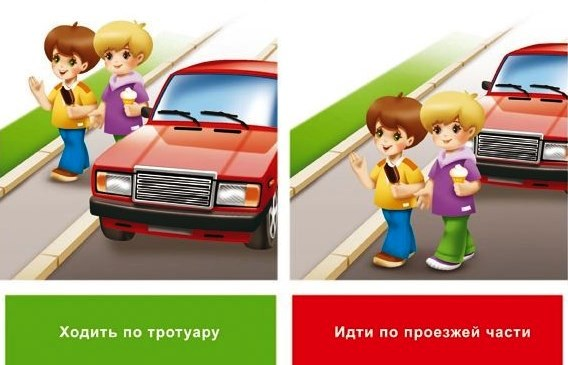 Ходить по тротуару
Идти по проезжей части